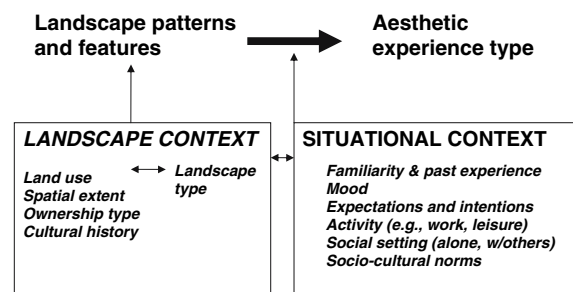 Landscape patterns
and features
Aesthetic
experience type
LANDSCAPE CONTEXT
Land use
Spatial extent
Ownership type
Cultural history
Landscape
type
SITUATIONAL CONTEXT
Familiarity & past experience
Mood
Expectations and intentions
Activity (e.g., work, leisure)
Social setting (alone, w/others)
Socio-cultural norms